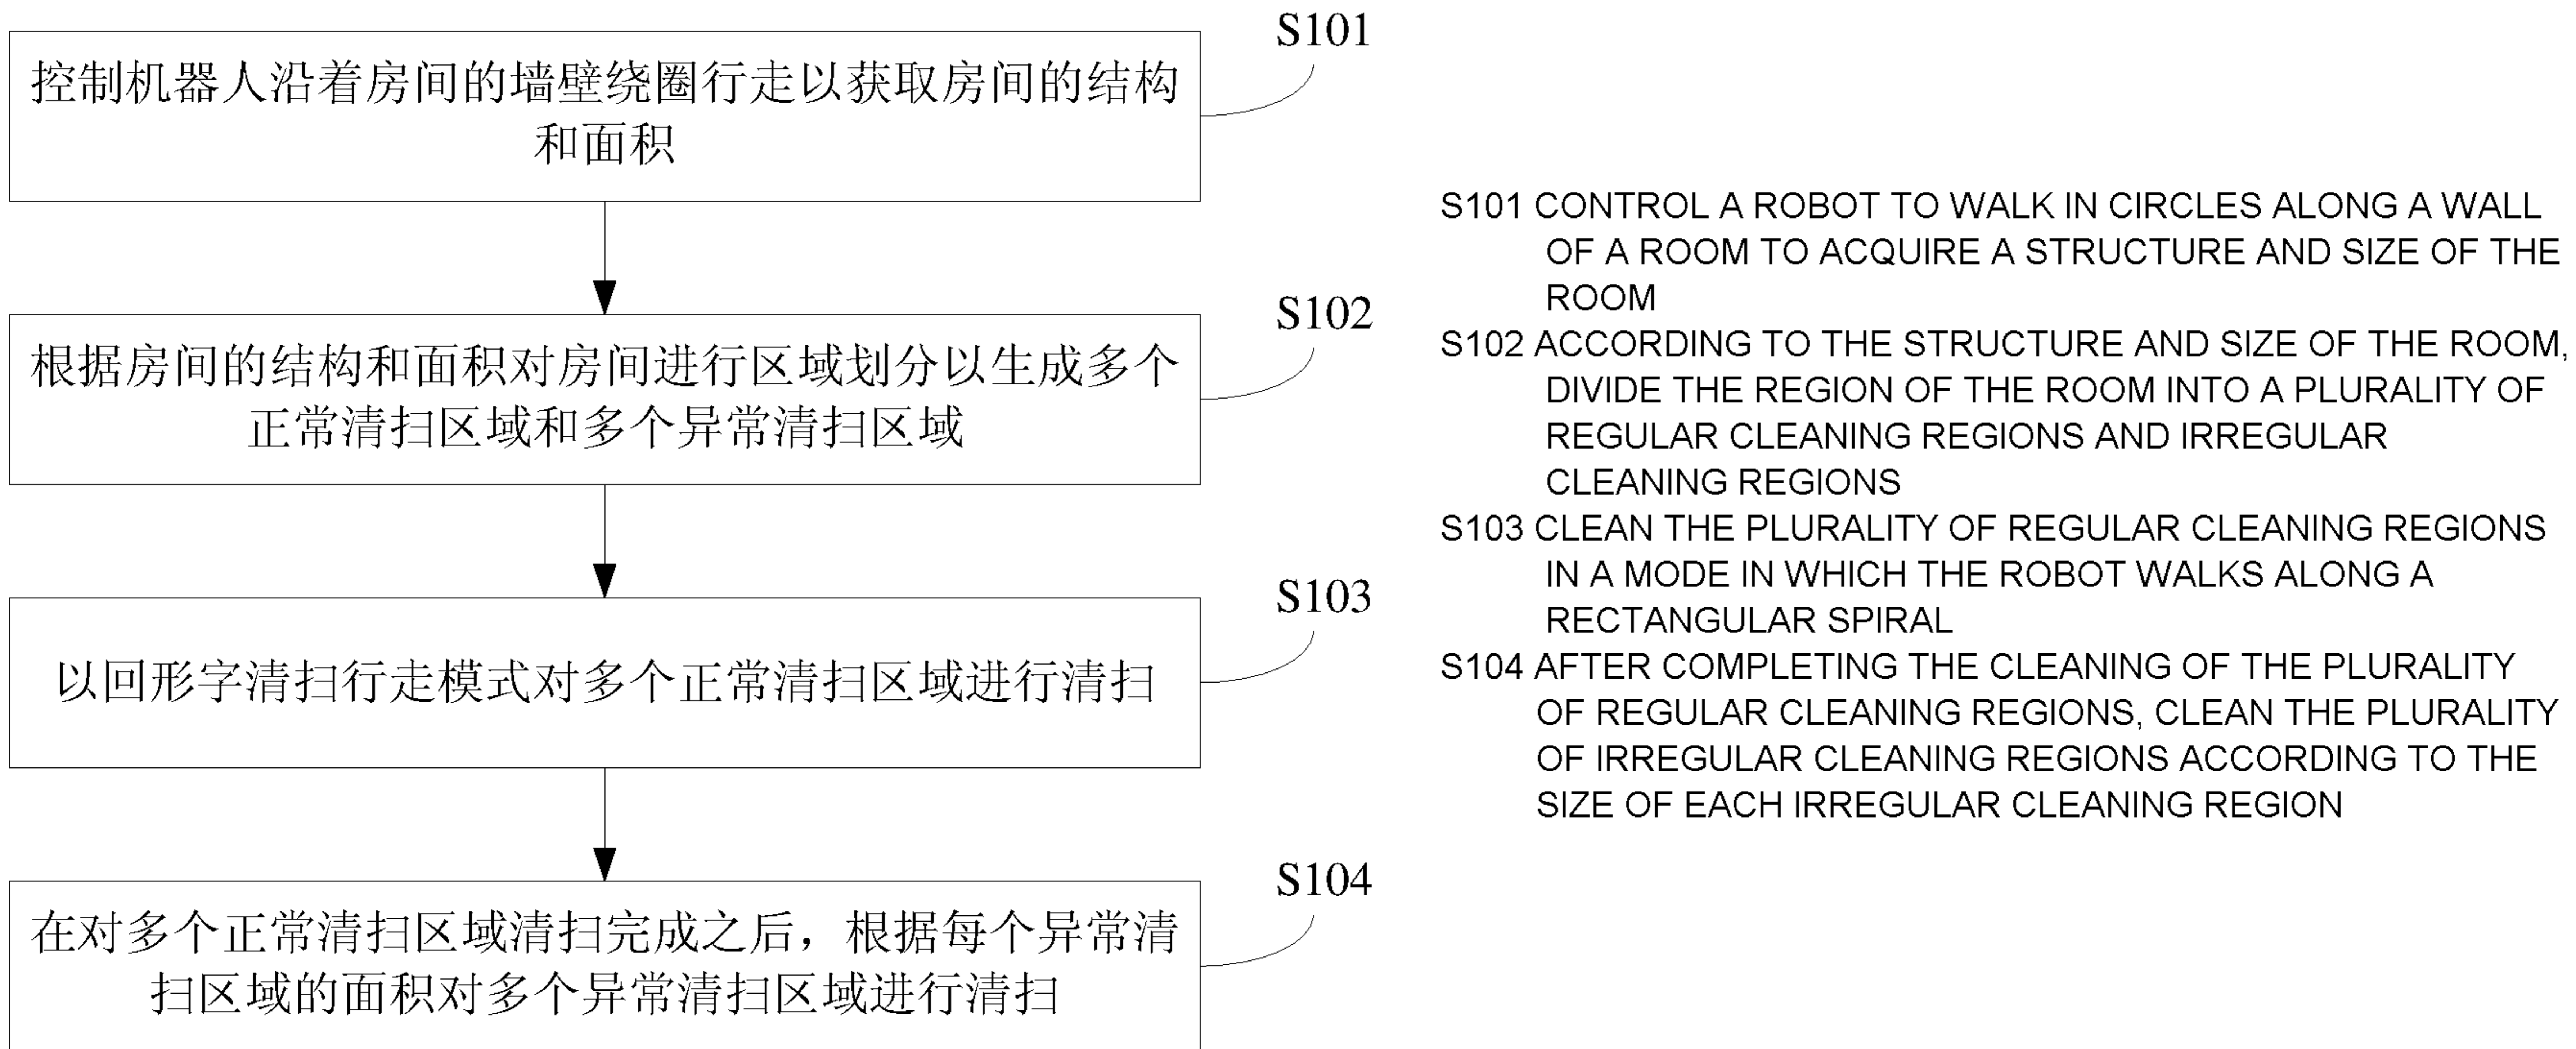 S101
控制机器人沿着房间的墙壁绕圈行走以获取房间的结构
和面积
S102
根据房间的结构和面积对房间进行区域划分以生成多个
正常清扫区域和多个异常清扫区域
S103
以回形字清扫行走模式对多个正常清扫区域进行清扫
S104
在对多个正常清扫区域清扫完成之后，根据每个异常清
扫区域的面积对多个异常清扫区域进行清扫
S101 CONTROL A ROBOT TO WALK IN CIRCLES ALONG A WALL
OF A ROOM TO ACQUIRE A STRUCTURE AND SIZE OF THE
ROOM
S102 ACCORDING TO THE STRUCTURE AND SIZE OF THE ROOM,
DIVIDE THE REGION OF THE ROOM INTO A PLURALITY OF
REGULAR CLEANING REGIONS AND IRREGULAR
CLEANING REGIONS
S103 CLEAN THE PLURALITY OF REGULAR CLEANING REGIONS
IN A MODE IN WHICH THE ROBOT WALKS ALONG A
RECTANGULAR SPIRAL
S104 AFTER COMPLETING THE CLEANING OF THE PLURALITY
OF REGULAR CLEANING REGIONS, CLEAN THE PLURALITY
OF IRREGULAR CLEANING REGIONS ACCORDING TO THE
SIZE OF EACH IRREGULAR CLEANING REGION